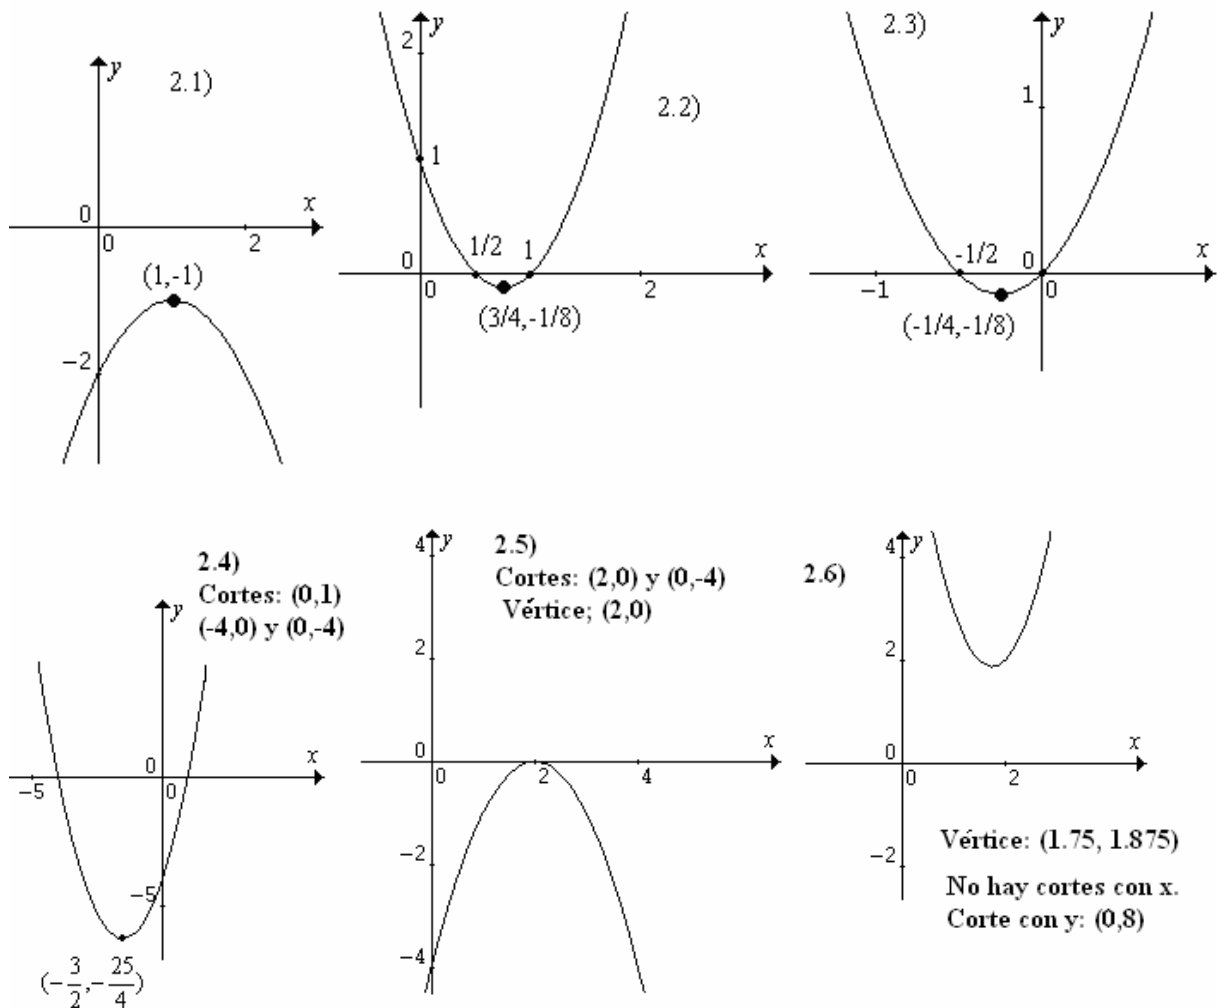 2.1)
y
x
0
0
2
(1,-1)
−2
2.2)
y
2
1
1/2
1
x
0
0
2
(3/4,-1/8)
2.3)
y
1
-1/2
0
x
-1
0
(-1/4,-1/8)
2.4)
Cortes: (0,1)
(-4,0) y (0,-4)
y
x
0
−5
0
−5
(-3/2,-25/4)
2.5)
Cortes: (2,0) y (0,-4)
Vértice; (2,0)
4
y
2
x
0
0
2
4
−2
−4
2.6)
4
y
2
x
0
0
2
−2
Vértice: (1.75, 1.875)
No hay cortes con x.
Corte con y: (0,8)